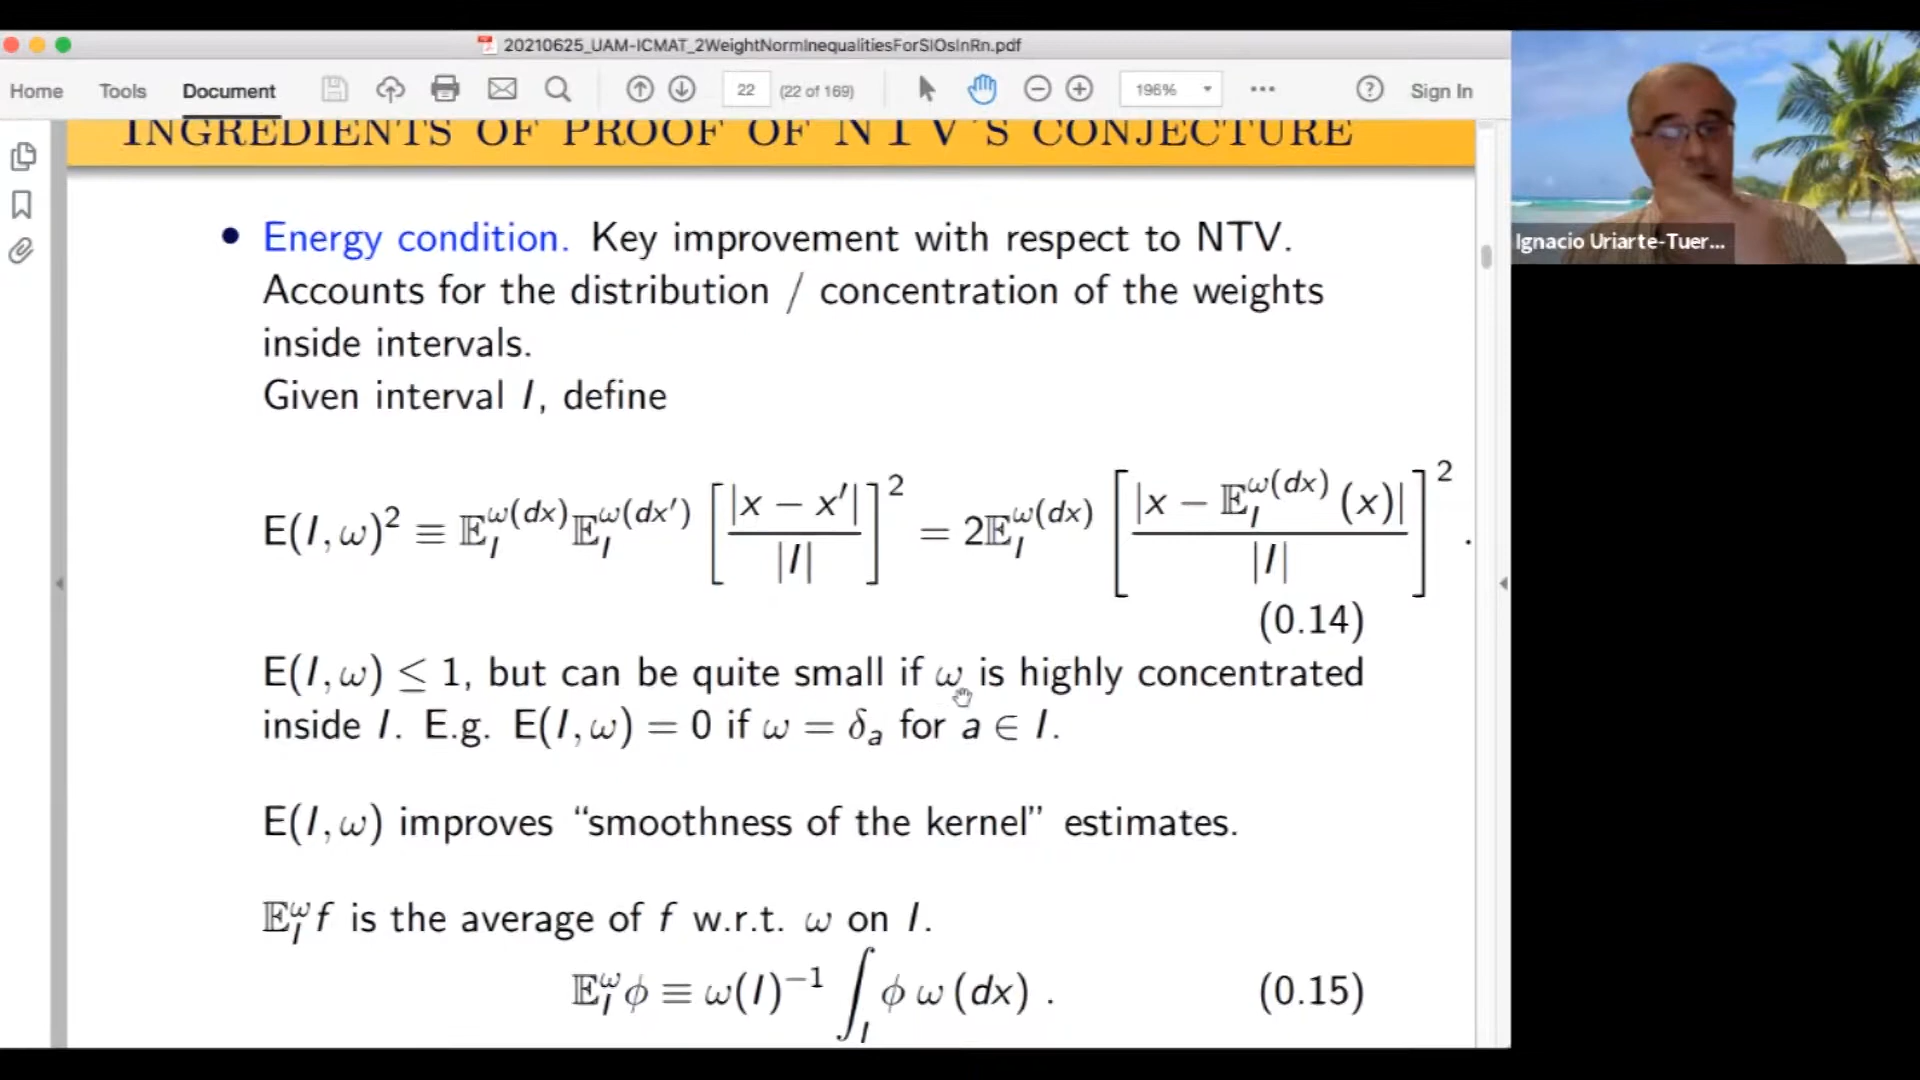 20210625_UAM-ICMAT_2WeightNormInequalitiesForSIOsInRn.pdf
Home Tools Document 22 (22 of 169) 196% Sign In
INGREDIENTS OF PROOF OF N T V'S CONJECTURE
Ignacio Uriarte-Tuer...
• Energy condition. Key improvement with respect to NTV.
Accounts for the distribution / concentration of the weights
inside intervals.
Given interval I, define
E(I, ω)² ≡ 𝔼_I^{ω(dx)} 𝔼_I^{ω(dx′)} [ |x − x′| / |I| ]² = 2𝔼_I^{ω(dx)} [ |x − 𝔼_I^{ω(dx)} (x)| / |I| ]² .
(0.14)
E(I, ω) ≤ 1, but can be quite small if ω is highly concentrated
inside I. E.g. E(I, ω) = 0 if ω = δ_a for a ∈ I.
E(I, ω) improves “smoothness of the kernel” estimates.
𝔼_I^ω f is the average of f w.r.t. ω on I.
𝔼_I^ω ϕ ≡ ω(I)^{−1} ∫_I ϕ ω (dx) . (0.15)